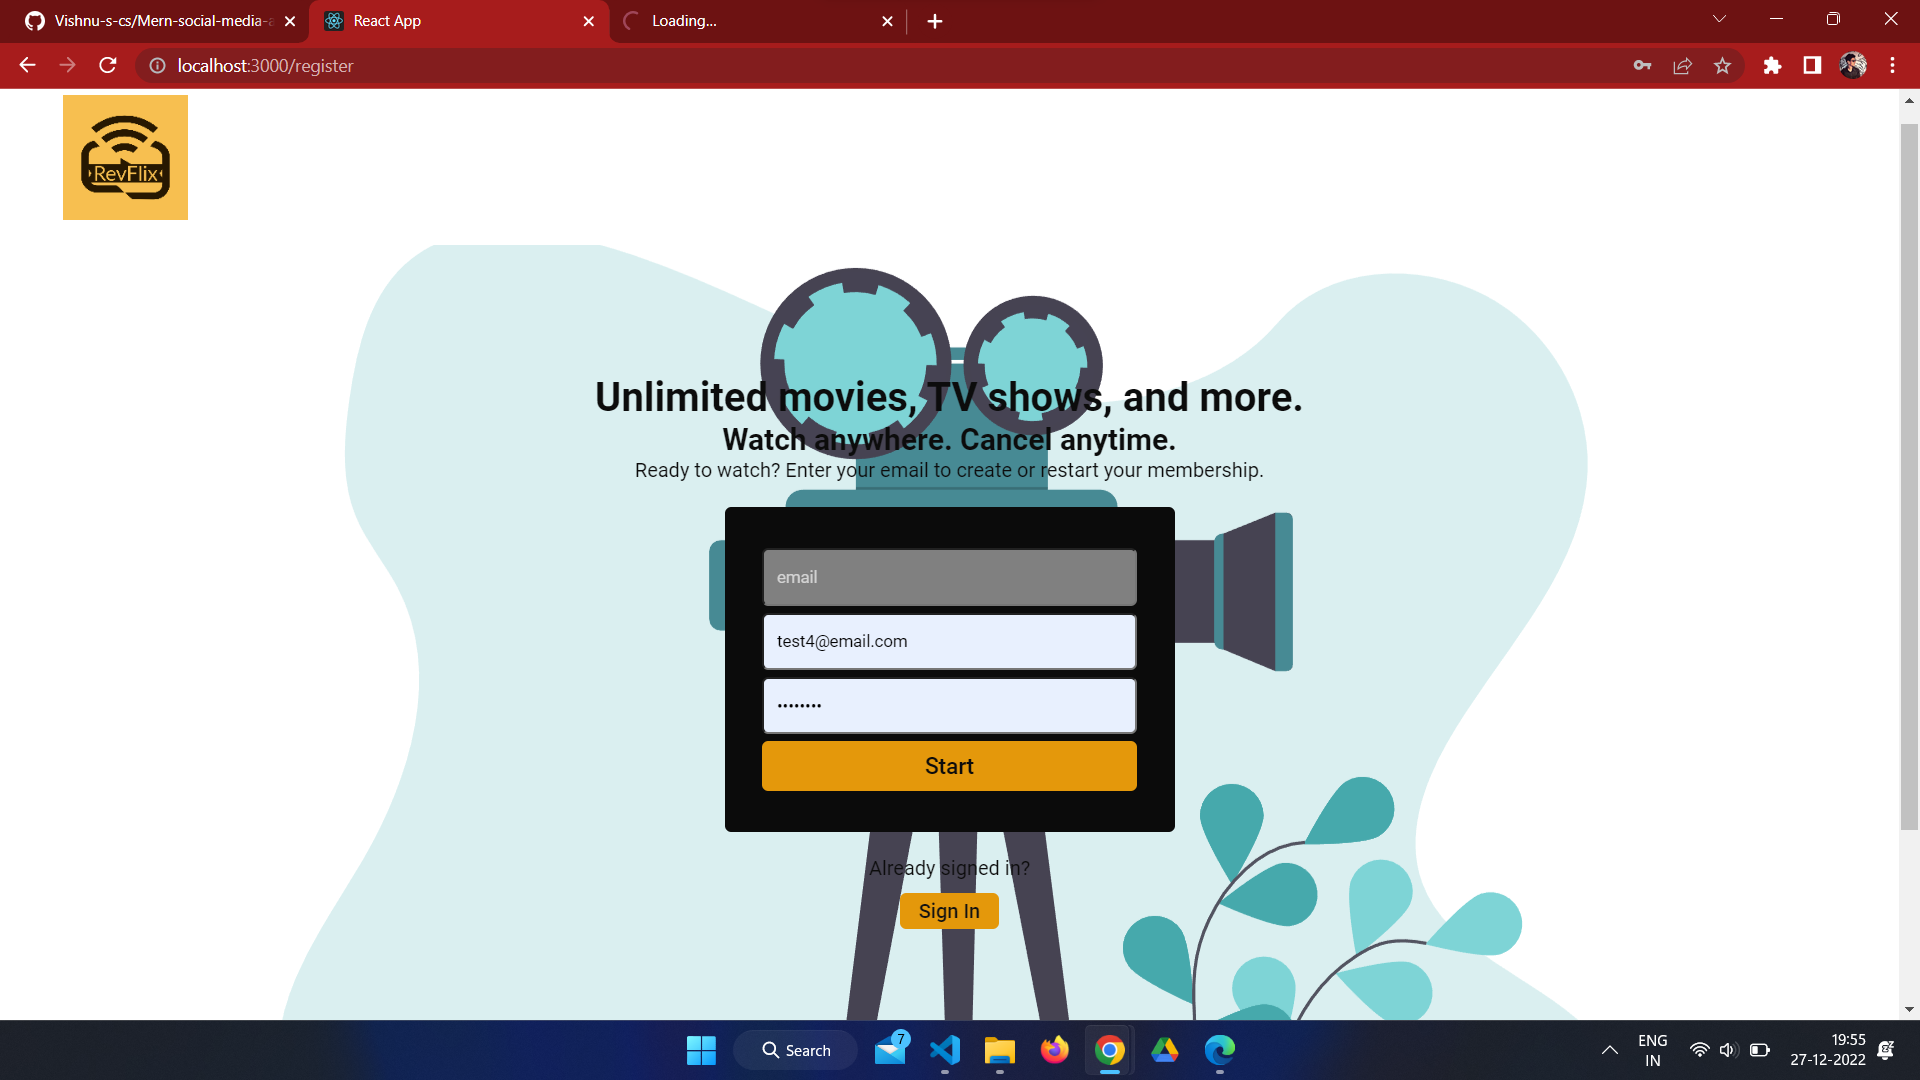 Vishnu-s-cs/Mern-social-media-a
React App
Loading...
localhost:3000/register
RevFlix
Unlimited movies, TV shows, and more.
Watch anywhere. Cancel anytime.
Ready to watch? Enter your email to create or restart your membership.
email
test4@email.com
••••••••
Start
Already signed in?
Sign In
Search
7
ENG
IN
19:55
27-12-2022